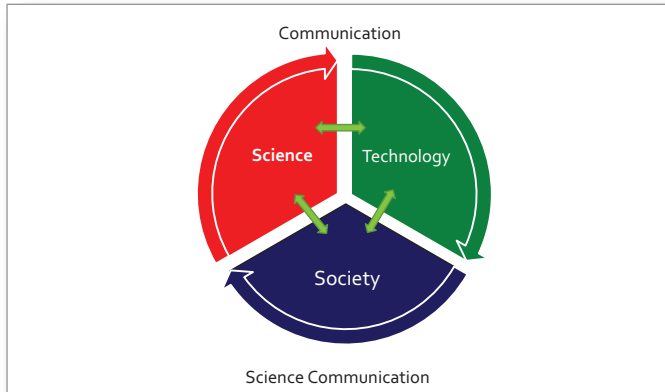 Communication
Science
Technology
Society
Science Communication